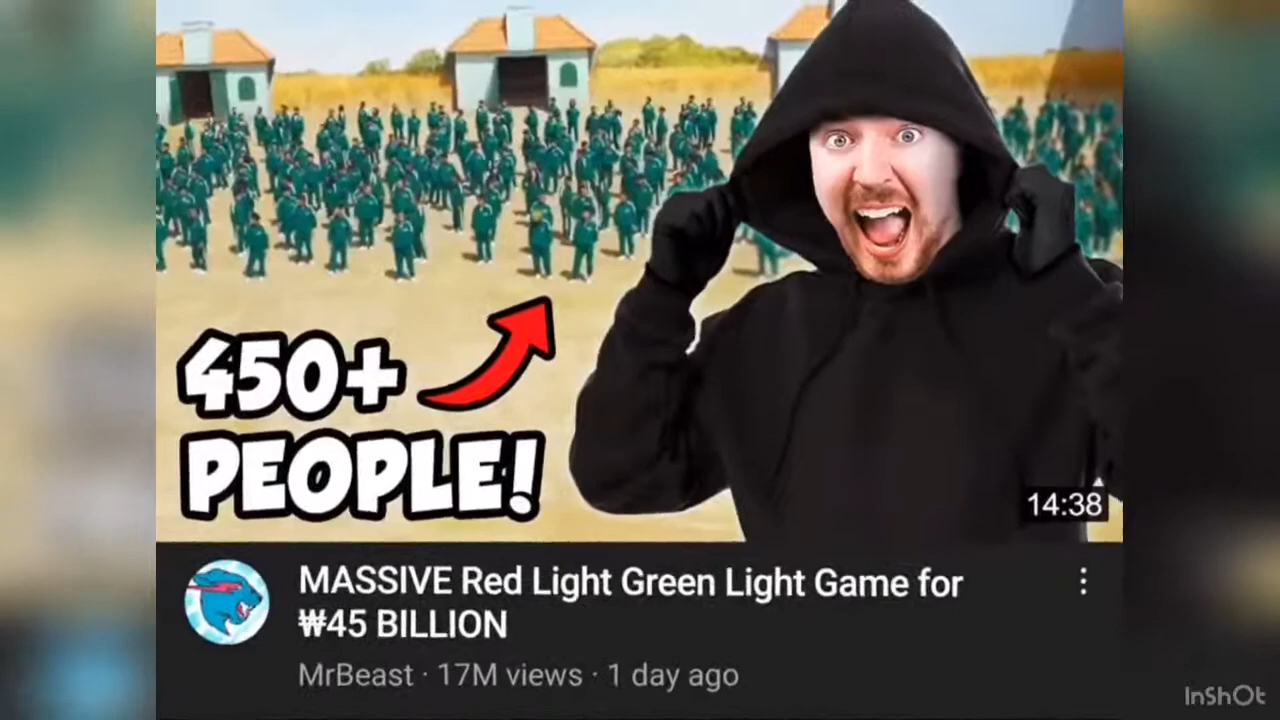 450+
PEOPLE!
14:38
MASSIVE Red Light Green Light Game for
₩45 BILLION
MrBeast · 17M views · 1 day ago
InShOt